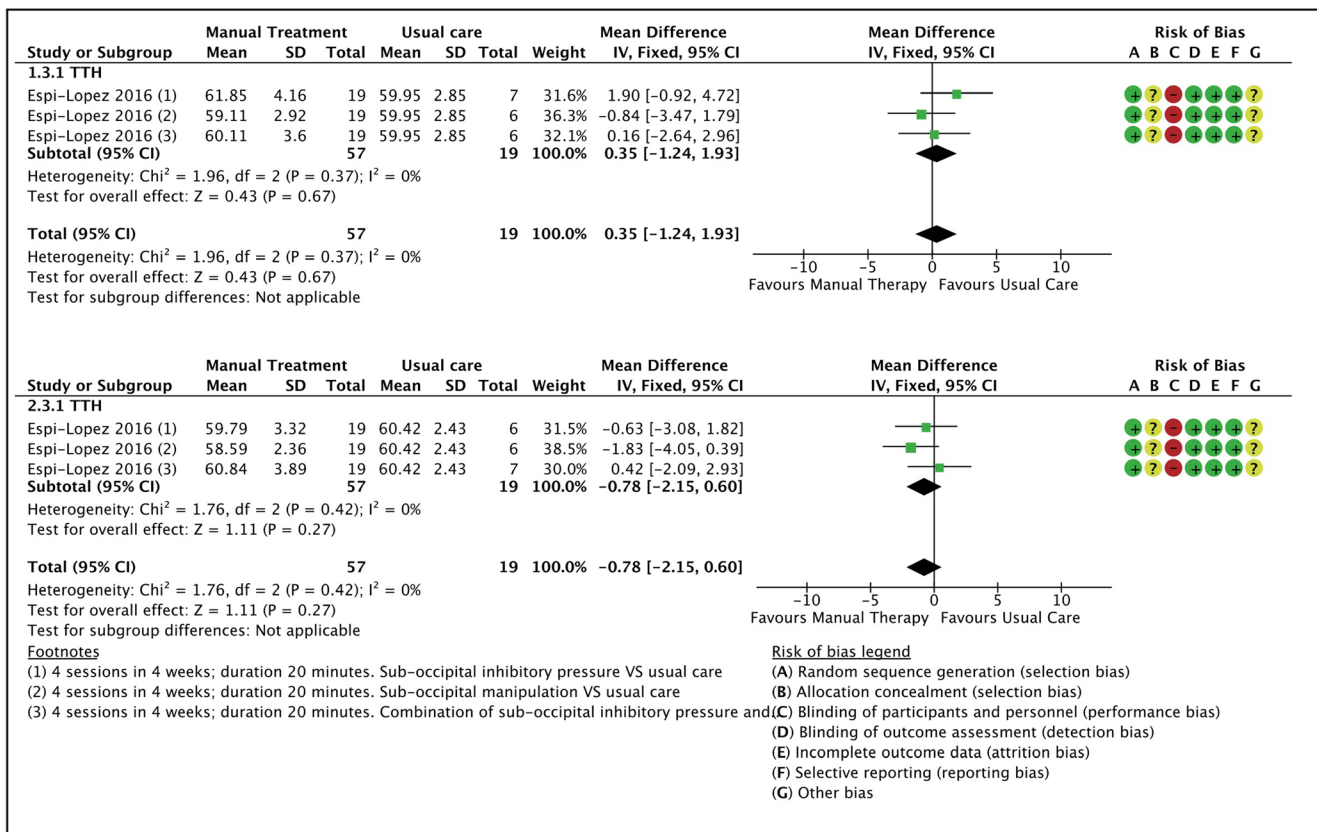 Manual Treatment Usual care Mean Difference Mean Difference Risk of Bias
Study or Subgroup Mean SD Total Mean SD Total Weight IV, Fixed, 95% CI IV, Fixed, 95% CI A B C D E F G
1.3.1 TTH
Espi-Lopez 2016 (1) 61.85 4.16 19 59.95 2.85 7 31.6% 1.90 [-0.92, 4.72] + ? - + + + ?
Espi-Lopez 2016 (2) 59.11 2.92 19 59.95 2.85 6 36.3% -0.84 [-3.47, 1.79] + ? - + + + ?
Espi-Lopez 2016 (3) 60.11 3.6 19 59.95 2.85 6 32.1% 0.16 [-2.64, 2.96] + ? - + + + ?
Subtotal (95% CI) 57 19 100.0% 0.35 [-1.24, 1.93]
Heterogeneity: Chi² = 1.96, df = 2 (P = 0.37); I² = 0%
Test for overall effect: Z = 0.43 (P = 0.67)
Total (95% CI) 57 19 100.0% 0.35 [-1.24, 1.93]
Heterogeneity: Chi² = 1.96, df = 2 (P = 0.37); I² = 0%
Test for overall effect: Z = 0.43 (P = 0.67)
Test for subgroup differences: Not applicable
-10 -5 0 5 10
Favours Manual Therapy Favours Usual Care
Manual Treatment Usual care Mean Difference Mean Difference Risk of Bias
Study or Subgroup Mean SD Total Mean SD Total Weight IV, Fixed, 95% CI IV, Fixed, 95% CI A B C D E F G
2.3.1 TTH
Espi-Lopez 2016 (1) 59.79 3.32 19 60.42 2.43 6 31.5% -0.63 [-3.08, 1.82] + ? - + + + ?
Espi-Lopez 2016 (2) 58.59 2.36 19 60.42 2.43 6 38.5% -1.83 [-4.05, 0.39] + ? - + + + ?
Espi-Lopez 2016 (3) 60.84 3.89 19 60.42 2.43 7 30.0% 0.42 [-2.09, 2.93] + ? - + + + ?
Subtotal (95% CI) 57 19 100.0% -0.78 [-2.15, 0.60]
Heterogeneity: Chi² = 1.76, df = 2 (P = 0.42); I² = 0%
Test for overall effect: Z = 1.11 (P = 0.27)
Total (95% CI) 57 19 100.0% -0.78 [-2.15, 0.60]
Heterogeneity: Chi² = 1.76, df = 2 (P = 0.42); I² = 0%
Test for overall effect: Z = 1.11 (P = 0.27)
Test for subgroup differences: Not applicable
-10 -5 0 5 10
Favours Manual Therapy Favours Usual Care
Footnotes
(1) 4 sessions in 4 weeks; duration 20 minutes. Sub-occipital inhibitory pressure VS usual care
(2) 4 sessions in 4 weeks; duration 20 minutes. Sub-occipital manipulation VS usual care
(3) 4 sessions in 4 weeks; duration 20 minutes. Combination of sub-occipital inhibitory pressure and...
Risk of bias legend
(A) Random sequence generation (selection bias)
(B) Allocation concealment (selection bias)
(C) Blinding of participants and personnel (performance bias)
(D) Blinding of outcome assessment (detection bias)
(E) Incomplete outcome data (attrition bias)
(F) Selective reporting (reporting bias)
(G) Other bias